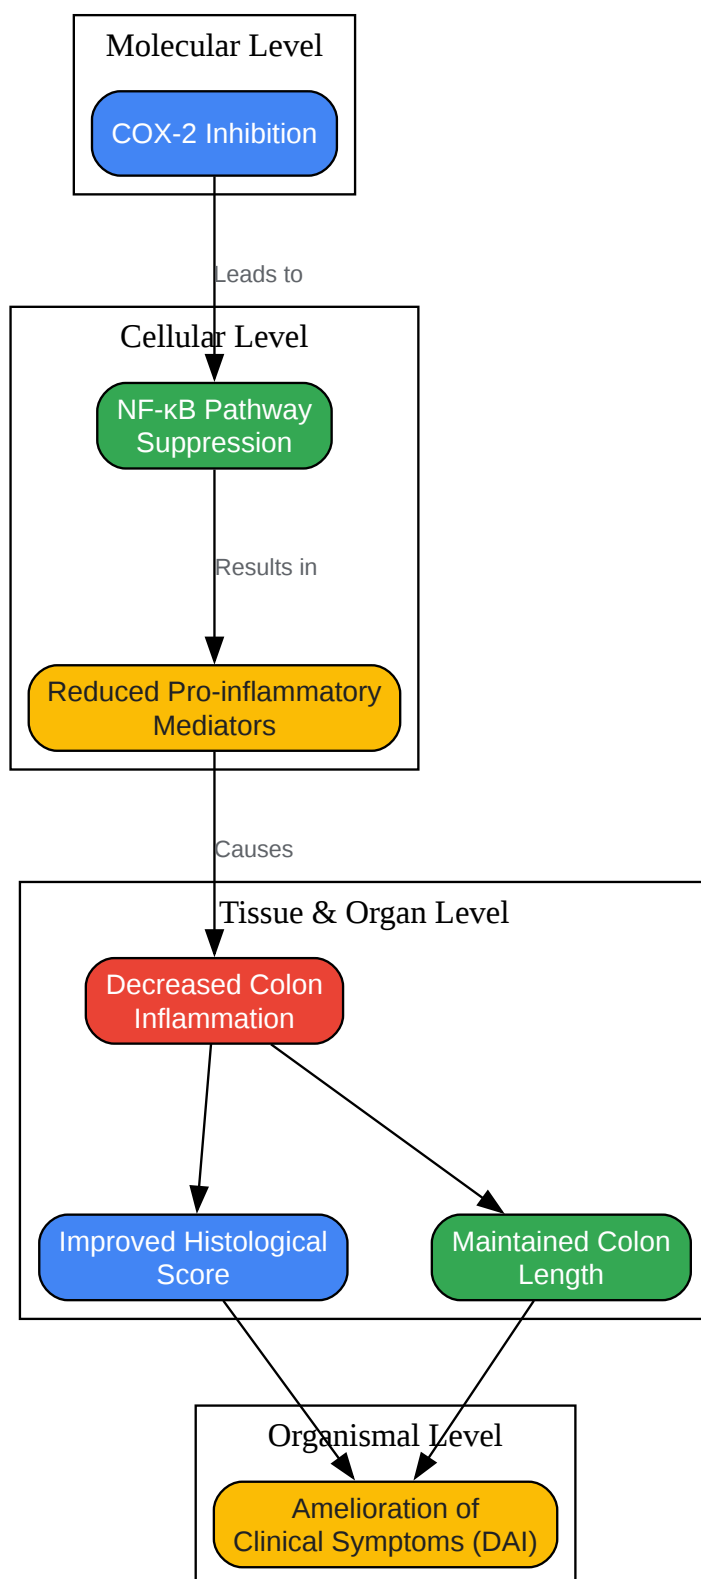 Molecular Level
COX-2 Inhibition
Leads to
Cellular Level
NF-κB Pathway
Suppression
Results in
Reduced Pro-inflammatory
Mediators
Causes
Tissue & Organ Level
Decreased Colon
Inflammation
Improved Histological
Score
Maintained Colon
Length
Organismal Level
Amelioration of
Clinical Symptoms (DAI)